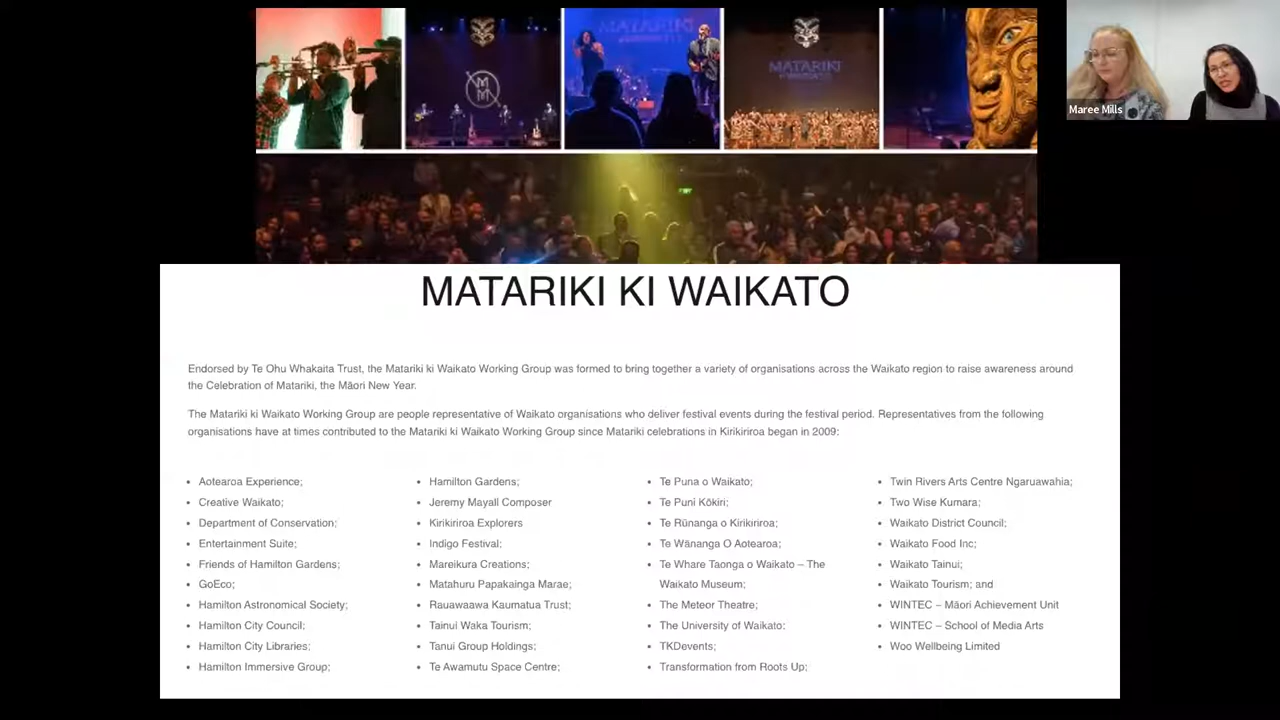 MATARIKI
MATARIKI
Maree Mills
MATARIKI KI WAIKATO
Endorsed by Te Ohu Whakaita Trust, the Matariki ki Waikato Working Group was formed to bring together a variety of organisations across the Waikato region to raise awareness around
the Celebration of Matariki, the Māori New Year.
The Matariki ki Waikato Working Group are people representative of Waikato organisations who deliver festival events during the festival period. Representatives from the following
organisations have at times contributed to the Matariki ki Waikato Working Group since Matariki celebrations in Kirikiriroa began in 2009:
• Aotearoa Experience;
• Creative Waikato;
• Department of Conservation;
• Entertainment Suite;
• Friends of Hamilton Gardens;
• GoEco;
• Hamilton Astronomical Society;
• Hamilton City Council;
• Hamilton City Libraries;
• Hamilton Immersive Group;
• Hamilton Gardens;
• Jeremy Mayall Composer
• Kirikiriroa Explorers
• Indigo Festival;
• Mareikura Creations;
• Matahuru Papakainga Marae;
• Rauawaawa Kaumatua Trust;
• Tainui Waka Tourism;
• Tanui Group Holdings;
• Te Awamutu Space Centre;
• Te Puna o Waikato;
• Te Puni Kōkiri;
• Te Rūnanga o Kirikiriroa;
• Te Wānanga O Aotearoa;
• Te Whare Taonga o Waikato – The
Waikato Museum;
• The Meteor Theatre;
• The University of Waikato:
• TKDevents;
• Transformation from Roots Up;
• Twin Rivers Arts Centre Ngaruawahia;
• Two Wise Kumara;
• Waikato District Council;
• Waikato Food Inc;
• Waikato Tainui;
• Waikato Tourism; and
• WINTEC – Māori Achievement Unit
• WINTEC – School of Media Arts
• Woo Wellbeing Limited